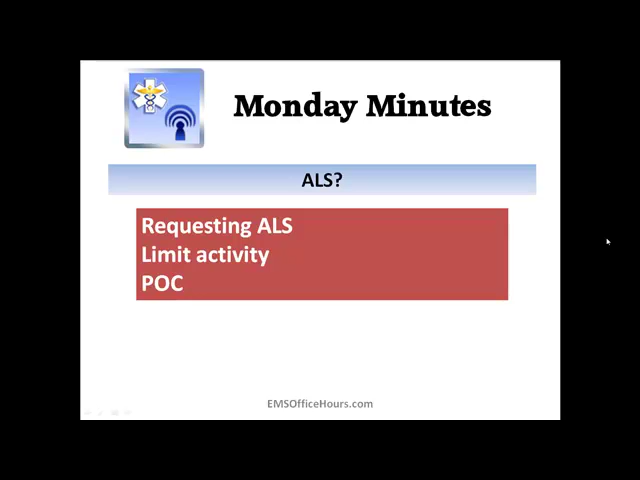 Monday Minutes
ALS?
Requesting ALS
Limit activity
POC
EMSOfficeHours.com